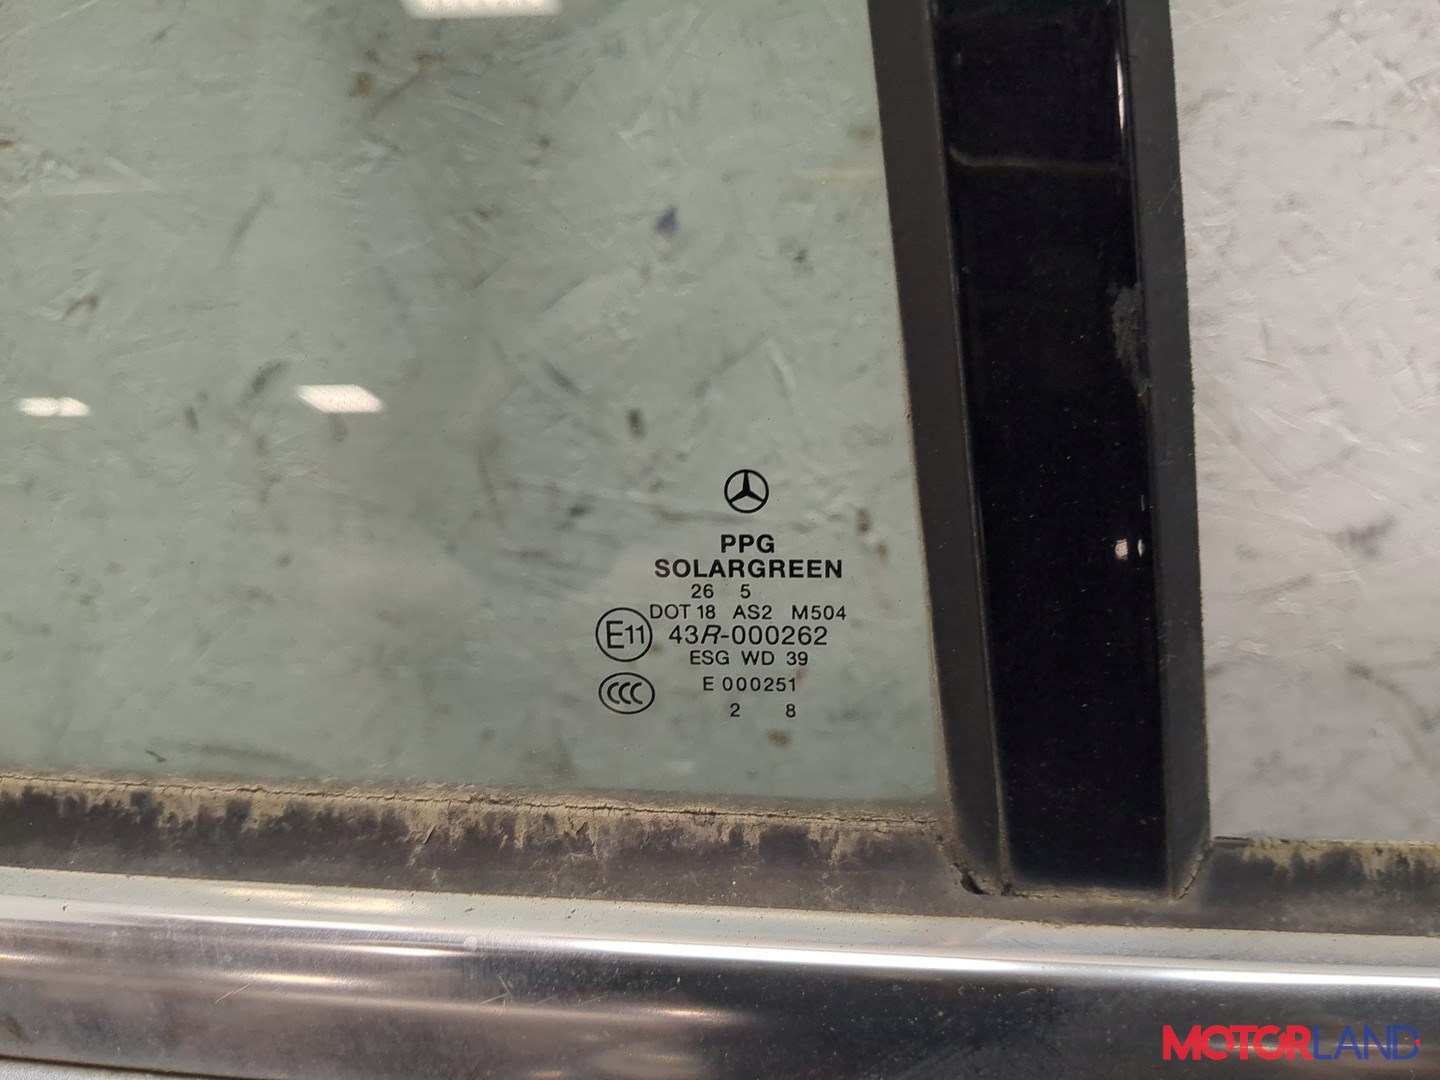 PPG
SOLARGREEN
26 5
DOT 18 AS2 M504
E11 43R-000262
ESG WD 39
CCC E 000251
2 8
MOTORLAND